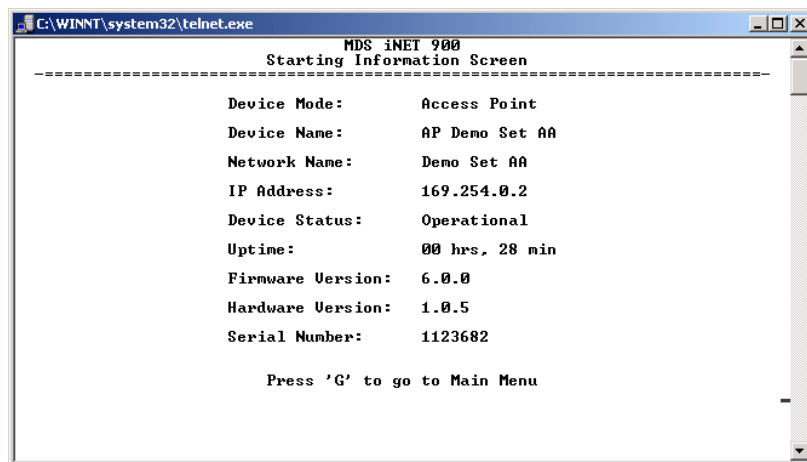 C:\WINNT\system32\telnet.exe
MDS iNET 900
Starting Information Screen
-==========================================================================-
Device Mode: Access Point
Device Name: AP Demo Set AA
Network Name: Demo Set AA
IP Address: 169.254.0.2
Device Status: Operational
Uptime: 00 hrs, 28 min
Firmware Version: 6.0.0
Hardware Version: 1.0.5
Serial Number: 1123682
Press 'G' to go to Main Menu